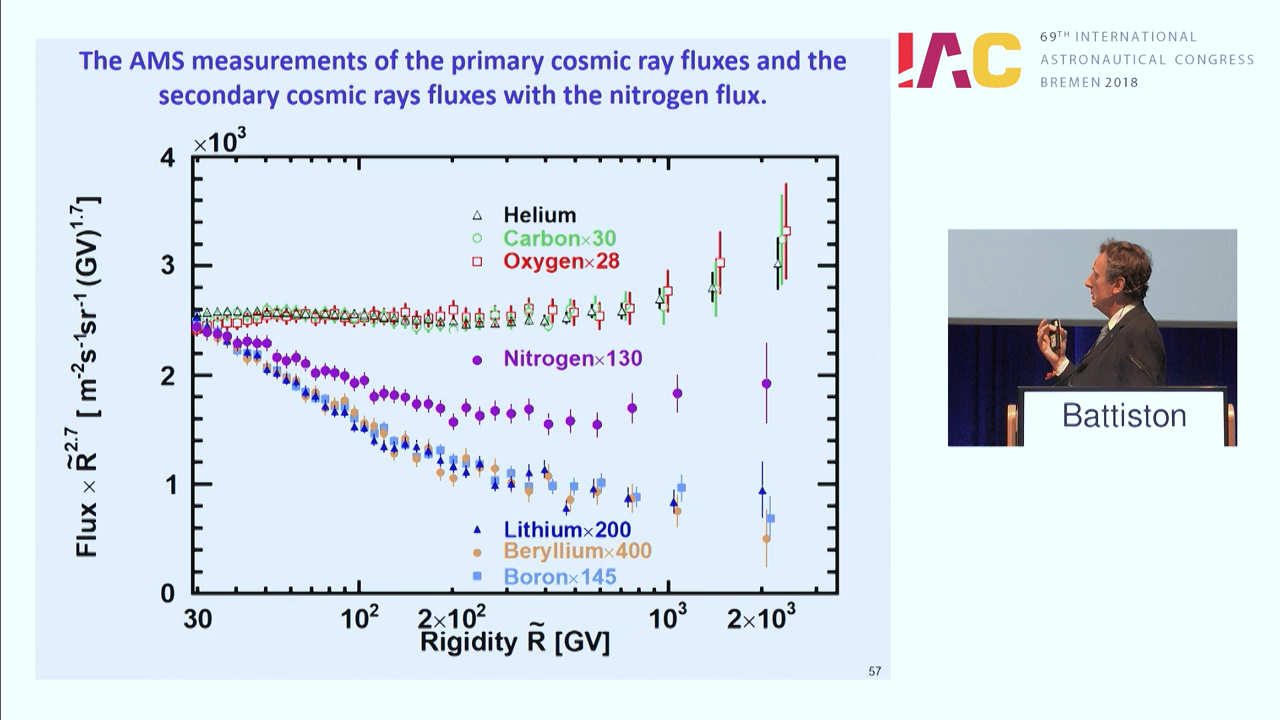 The AMS measurements of the primary cosmic ray fluxes and the
secondary cosmic rays fluxes with the nitrogen flux.
×10³
4
3
2
1
0
Flux × R̃^2.7 [ m⁻²s⁻¹sr⁻¹ (GV)^1.7 ]
Helium
Carbon×30
Oxygen×28
Nitrogen×130
Lithium×200
Beryllium×400
Boron×145
30
10²
2×10²
10³
2×10³
Rigidity R̃ [GV]
57
IAC
69TH INTERNATIONAL
ASTRONAUTICAL CONGRESS
BREMEN 2018
Battiston